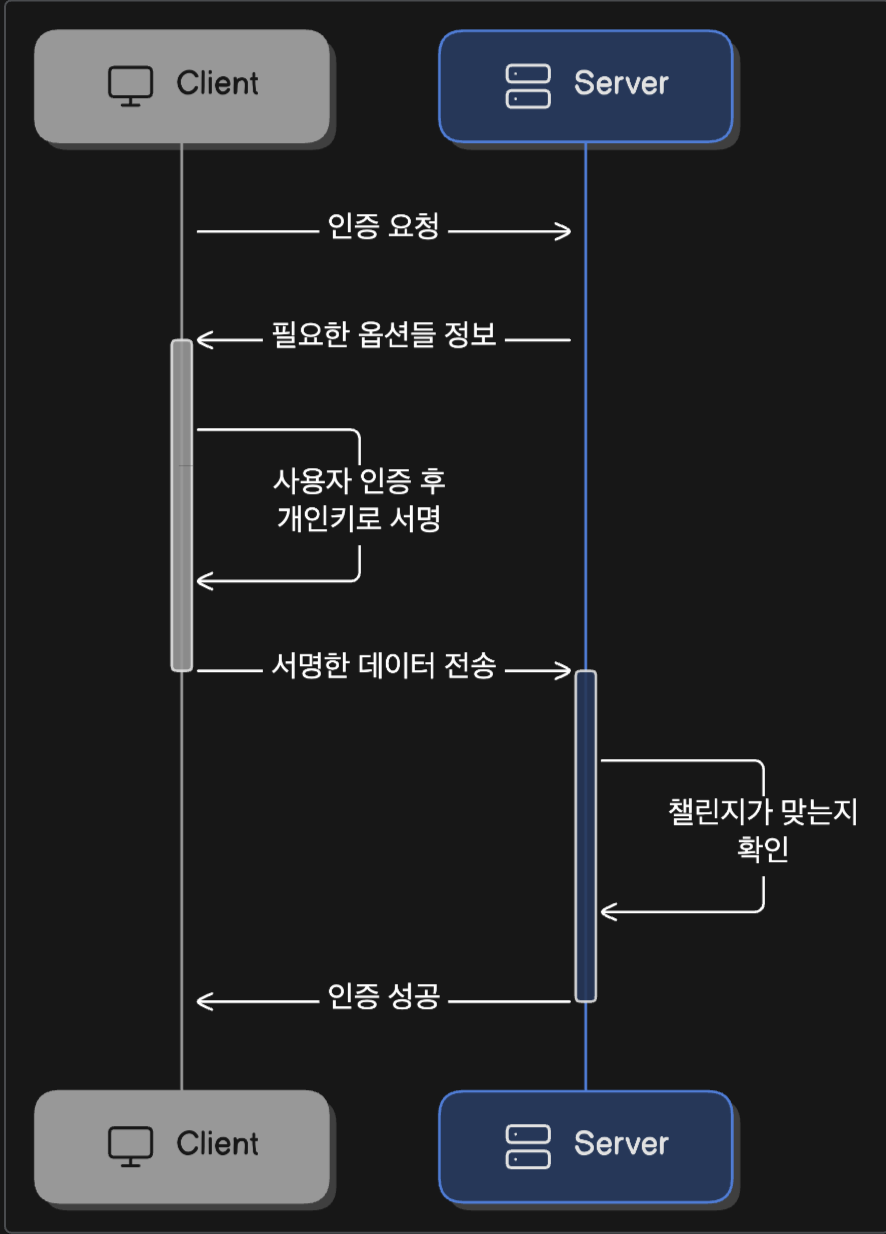 Client
Server
인증 요청
필요한 옵션들 정보
사용자 인증 후
개인키로 서명
서명한 데이터 전송
챌린지가 맞는지
확인
인증 성공
Client
Server